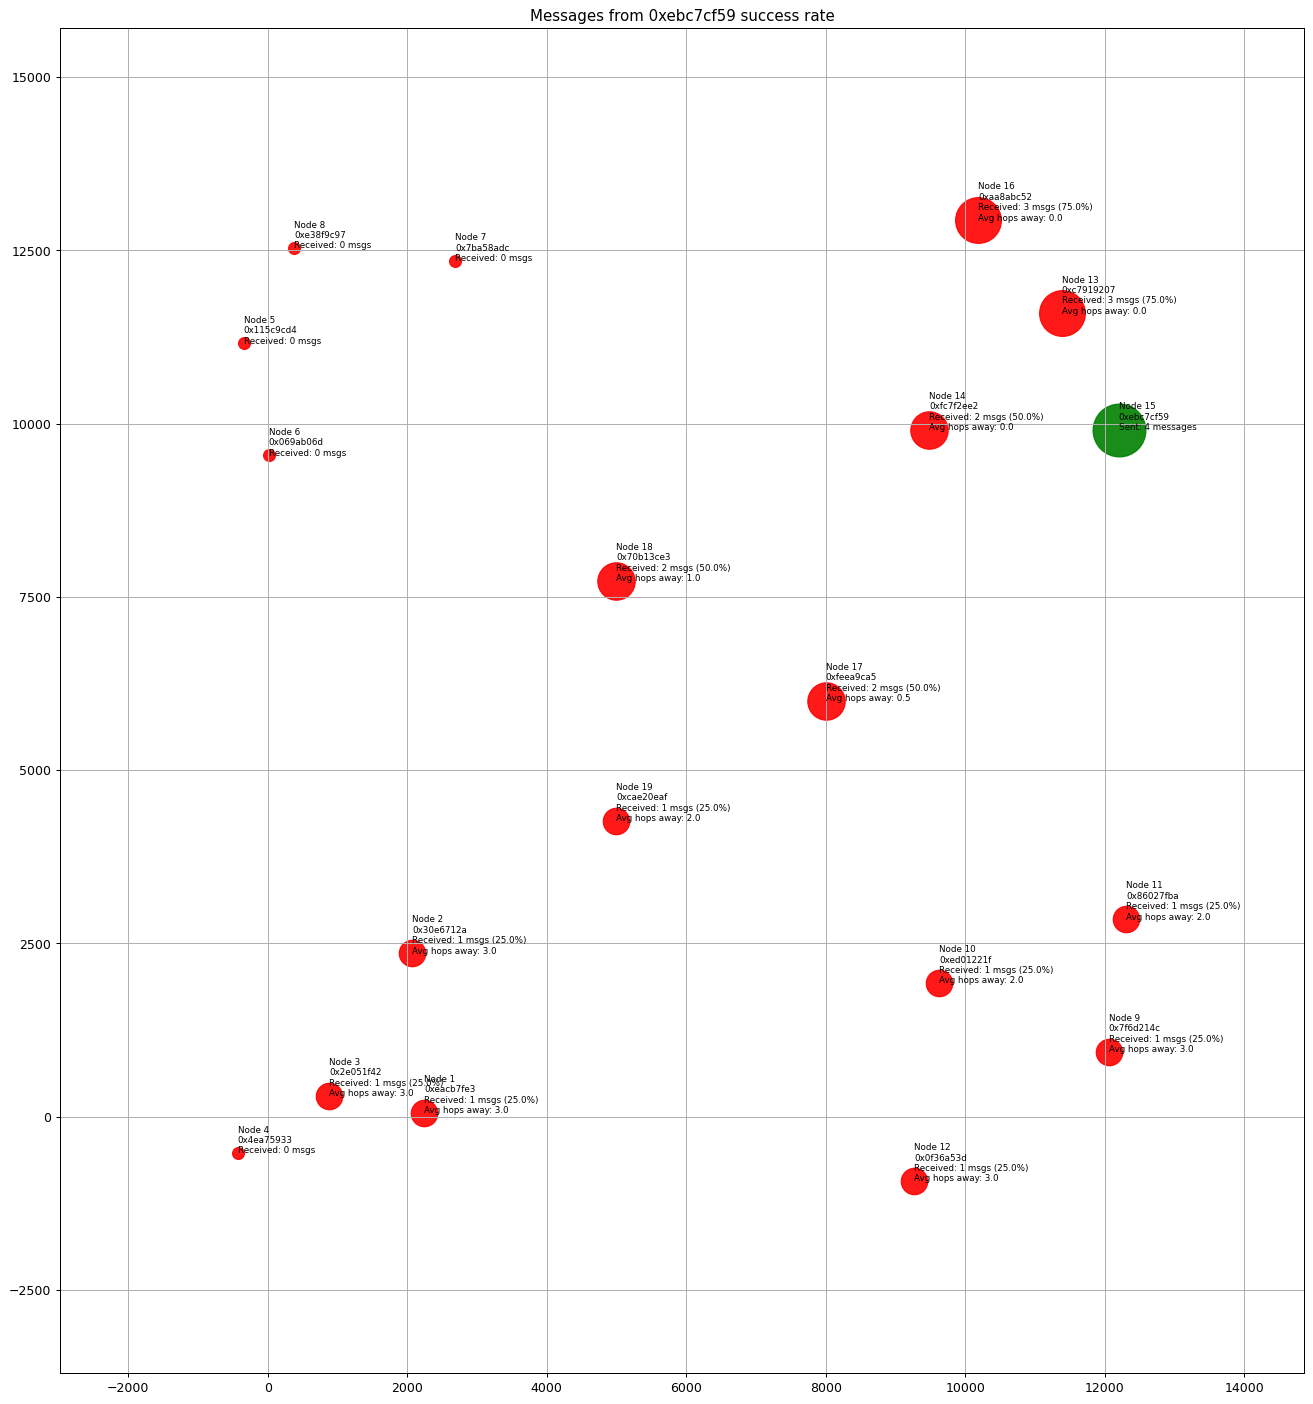 Messages from 0xebc7cf59 success rate
15000
12500
10000
7500
5000
2500
0
−2500
−2000
0
2000
4000
6000
8000
10000
12000
14000
Node 16
0xaa8abc52
Received: 3 msgs (75.0%)
Avg hops away: 0.0
Node 8
0xe38f9c97
Received: 0 msgs
Node 7
0x7ba58adc
Received: 0 msgs
Node 13
0xc7919207
Received: 3 msgs (75.0%)
Avg hops away: 0.0
Node 5
0x115c9cd4
Received: 0 msgs
Node 14
0xfc7f2ee2
Received: 2 msgs (50.0%)
Avg hops away: 0.0
Node 15
0xebc7cf59
Sent: 4 messages
Node 6
0x069ab06d
Received: 0 msgs
Node 18
0x70b13ce3
Received: 2 msgs (50.0%)
Avg hops away: 1.0
Node 17
0xfeea9ca5
Received: 2 msgs (50.0%)
Avg hops away: 0.5
Node 19
0xcae20eaf
Received: 1 msgs (25.0%)
Avg hops away: 2.0
Node 11
0x86027fba
Received: 1 msgs (25.0%)
Avg hops away: 2.0
Node 2
0x30e6712a
Received: 1 msgs (25.0%)
Avg hops away: 3.0
Node 10
0xed01221f
Received: 1 msgs (25.0%)
Avg hops away: 2.0
Node 9
0x7f6d214c
Received: 1 msgs (25.0%)
Avg hops away: 3.0
Node 3
0x2e051f42
Received: 1 msgs (25.0%)
Avg hops away: 3.0
Node 1
0xeacb7fe3
Received: 1 msgs (25.0%)
Avg hops away: 3.0
Node 4
0x4ea75933
Received: 0 msgs
Node 12
0x0f36a53d
Received: 1 msgs (25.0%)
Avg hops away: 3.0